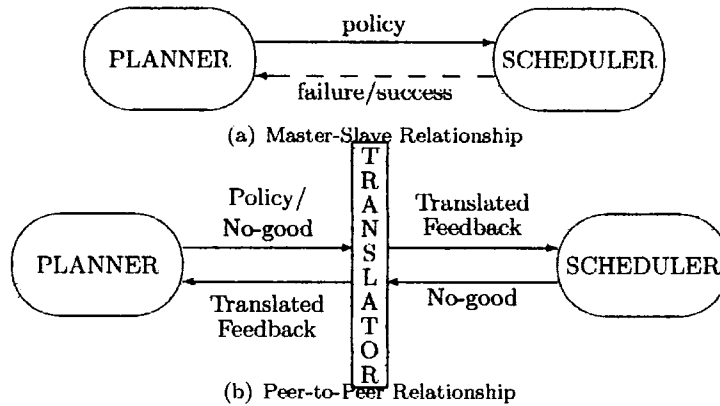 policy
PLANNER
SCHEDULER
failure/success
(a) Master-Slave Relationship
TRANSLATOR
Policy/
No-good
Translated
Feedback
PLANNER
SCHEDULER
Translated
Feedback
No-good
(b) Peer-to-Peer Relationship